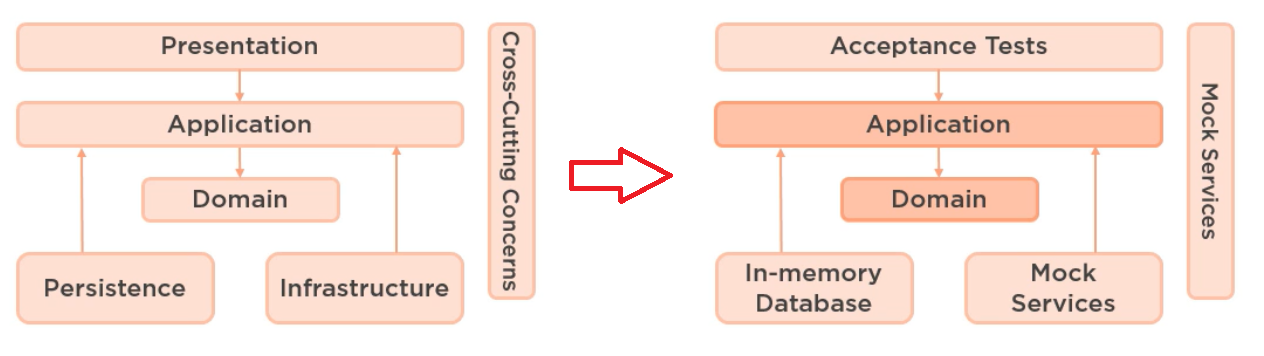 Presentation
Application
Domain
Persistence
Infrastructure
Cross-Cutting Concerns
Acceptance Tests
Application
Domain
In-memory
Database
Mock
Services
Mock Services